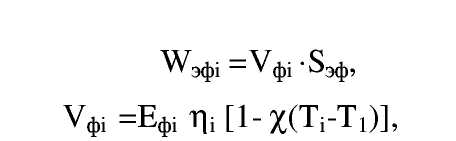 Wэфi =Vфi ·Sэф,
Vфi =Eфi ηi [1- χ(Ti-T1)],